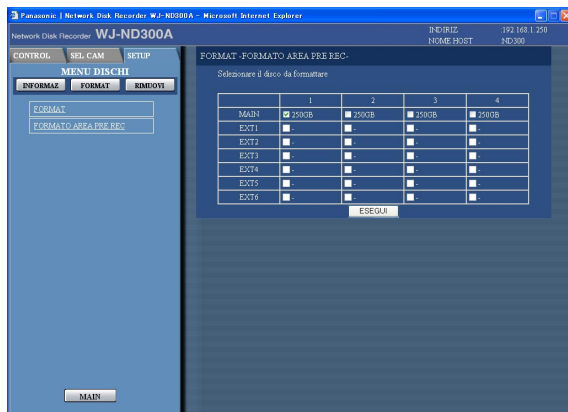 Panasonic | Network Disk Recorder WJ-ND300A - Microsoft Internet Explorer
Network Disk Recorder WJ-ND300A
INDIRIZ :192.168.1.250
NOME HOST :ND300
CONTROL SEL CAM SETUP
MENU DISCHI
INFORMAZ FORMAT RIMUOVI
FORMAT
FORMATO AREA PRE REC
FORMAT -FORMATO AREA PRE REC-
Selezionare il disco da formattare
1 2 3 4
MAIN 250GB 250GB 250GB 250GB
EXT1 - - - -
EXT2 - - - -
EXT3 - - - -
EXT4 - - - -
EXT5 - - - -
EXT6 - - - -
ESEGUI
MAIN